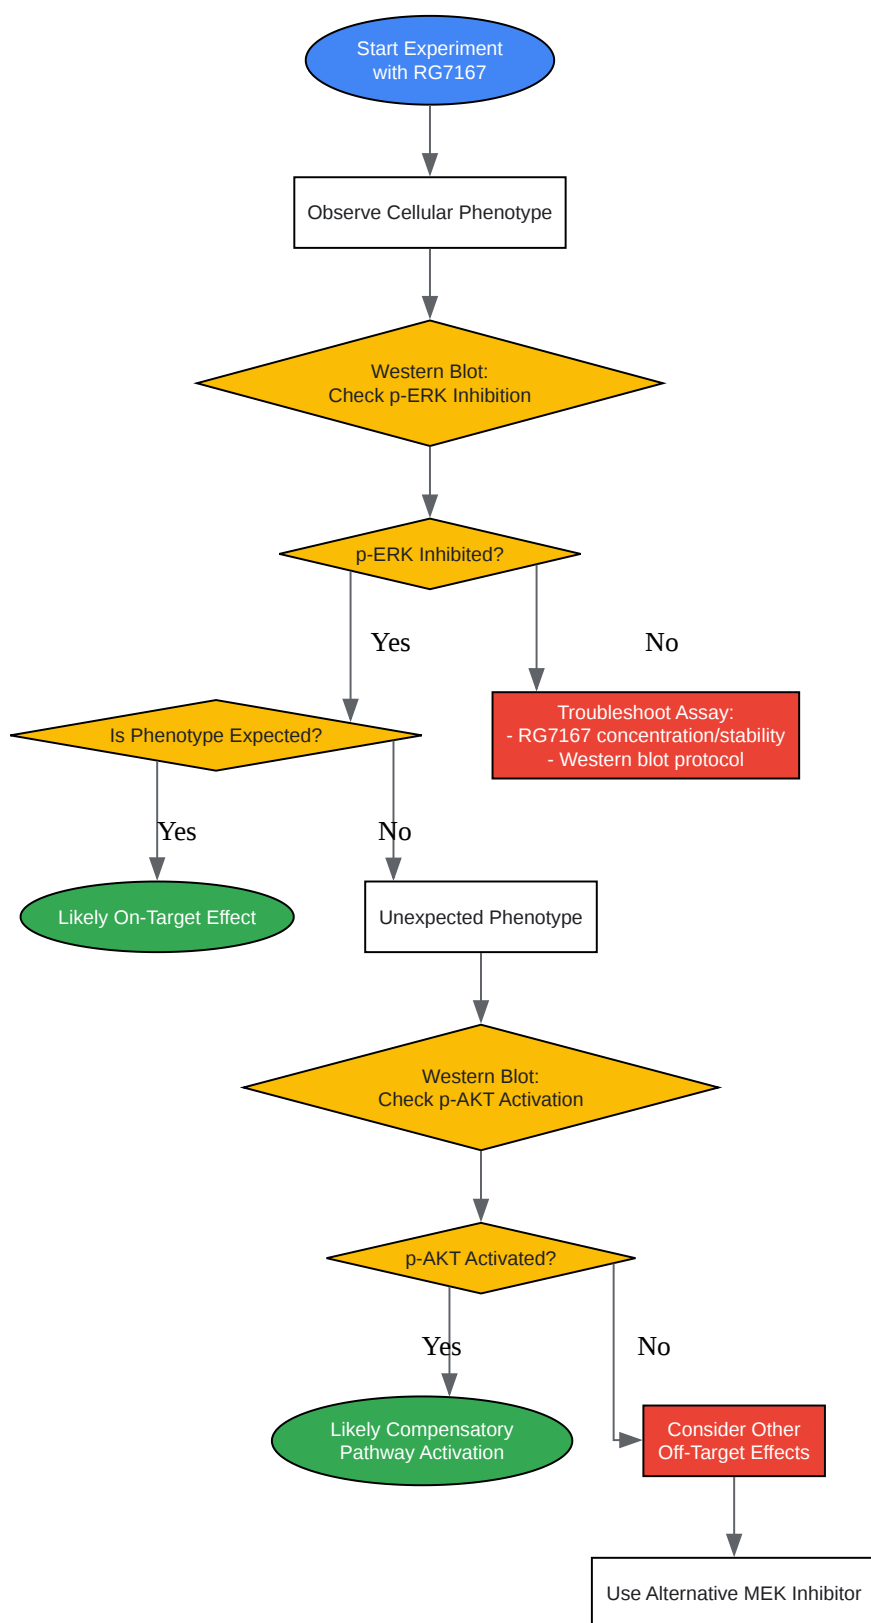 Start Experiment
with RG7167
Observe Cellular Phenotype
Western Blot:
Check p-ERK Inhibition
p-ERK Inhibited?
Yes
No
Troubleshoot Assay:
- RG7167 concentration/stability
- Western blot protocol
Is Phenotype Expected?
Yes
No
Likely On-Target Effect
Unexpected Phenotype
Western Blot:
Check p-AKT Activation
p-AKT Activated?
Yes
No
Likely Compensatory
Pathway Activation
Consider Other
Off-Target Effects
Use Alternative MEK Inhibitor